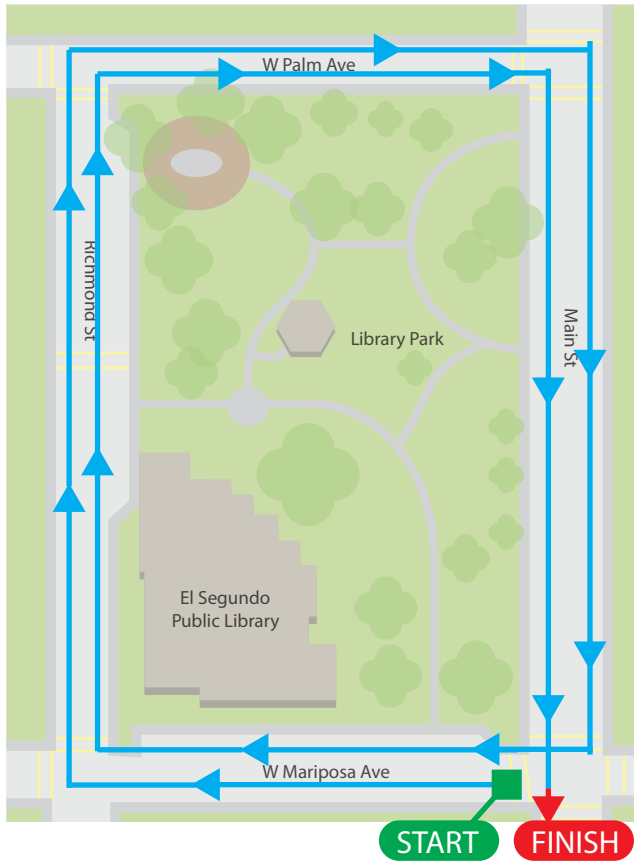 W Palm Ave
Richmond St
Main St
Library Park
El Segundo
Public Library
W Mariposa Ave
START
FINISH